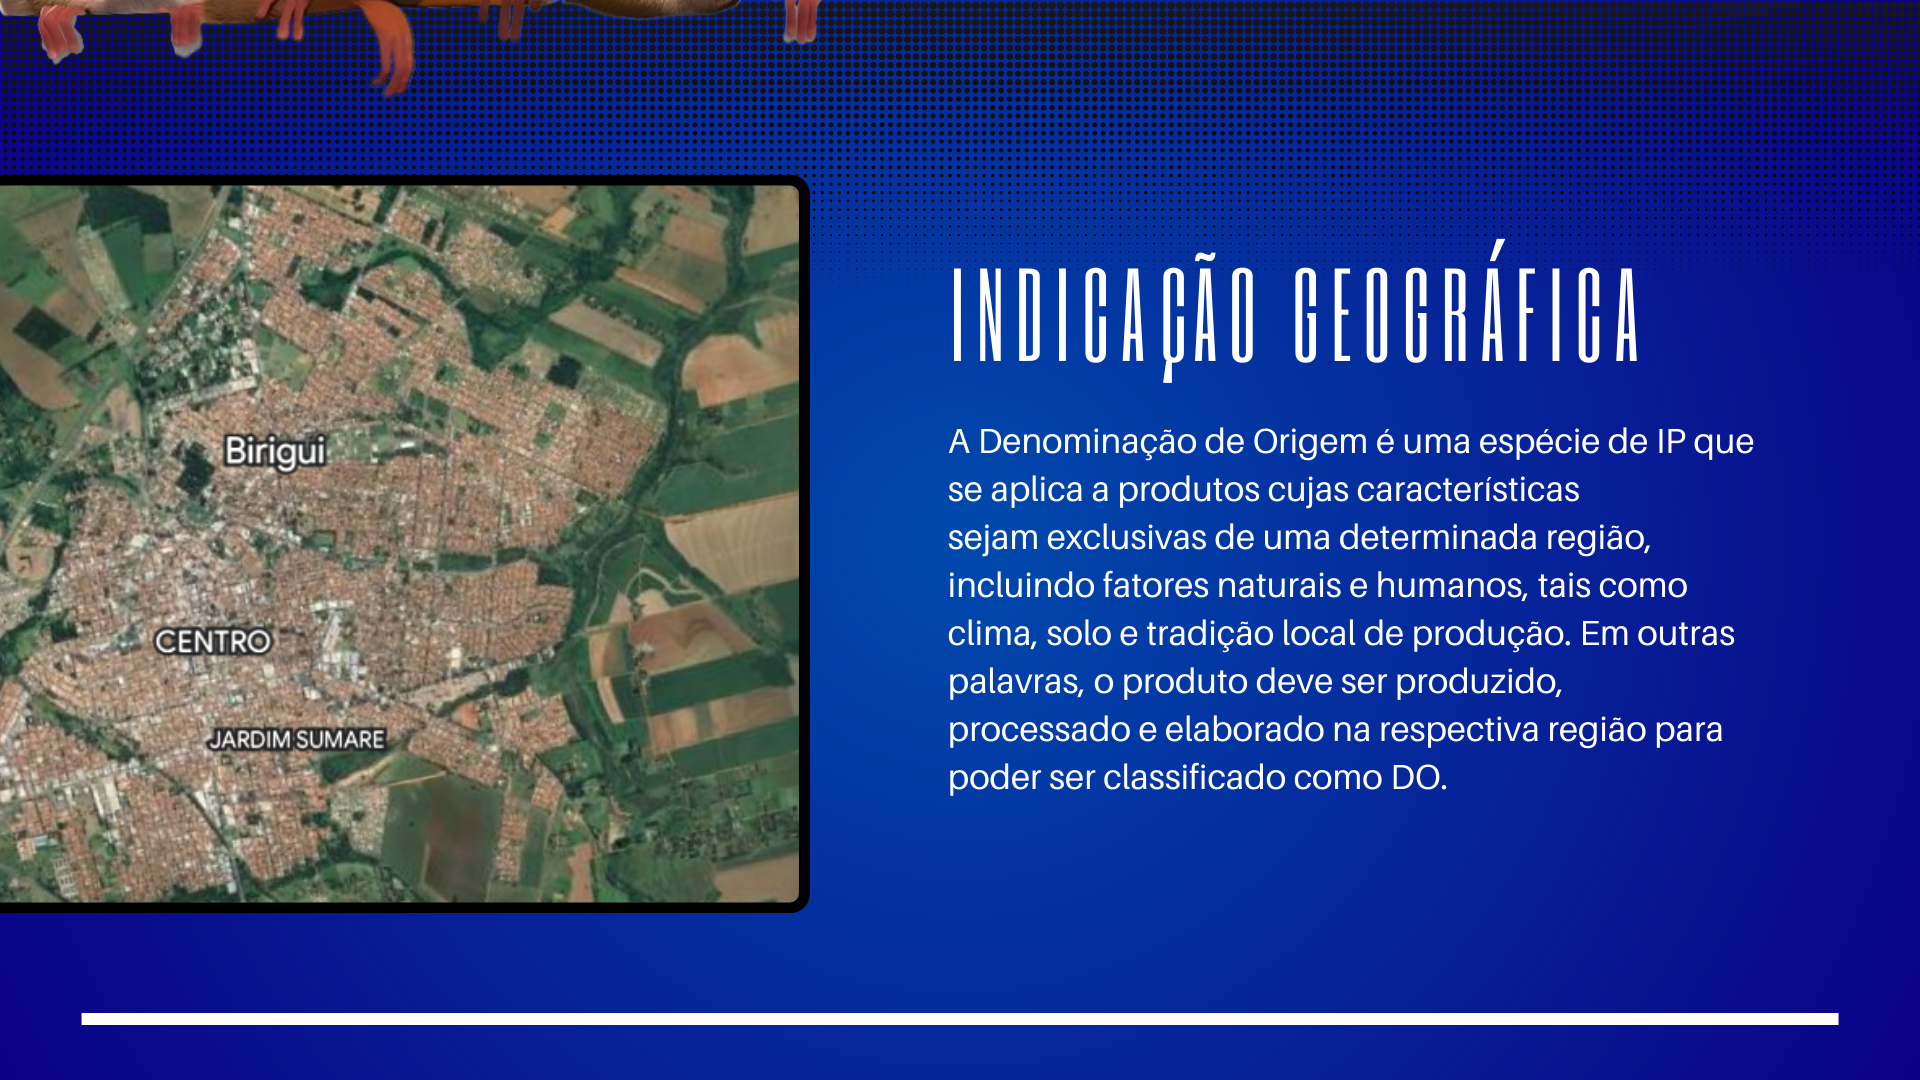 INDICAÇÃO GEOGRÁFICA
A Denominação de Origem é uma espécie de IP que
se aplica a produtos cujas características
sejam exclusivas de uma determinada região,
incluindo fatores naturais e humanos, tais como
clima, solo e tradição local de produção. Em outras
palavras, o produto deve ser produzido,
processado e elaborado na respectiva região para
poder ser classificado como DO.
Birigui
CENTRO
JARDIM SUMARE